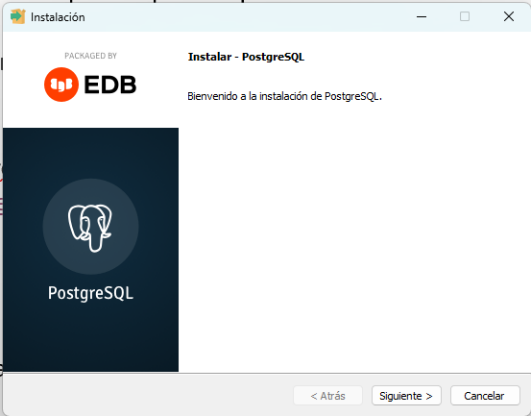 Instalación
PACKAGED BY
EDB
Instalar - PostgreSQL
Bienvenido a la instalación de PostgreSQL.
PostgreSQL
< Atrás
Siguiente >
Cancelar